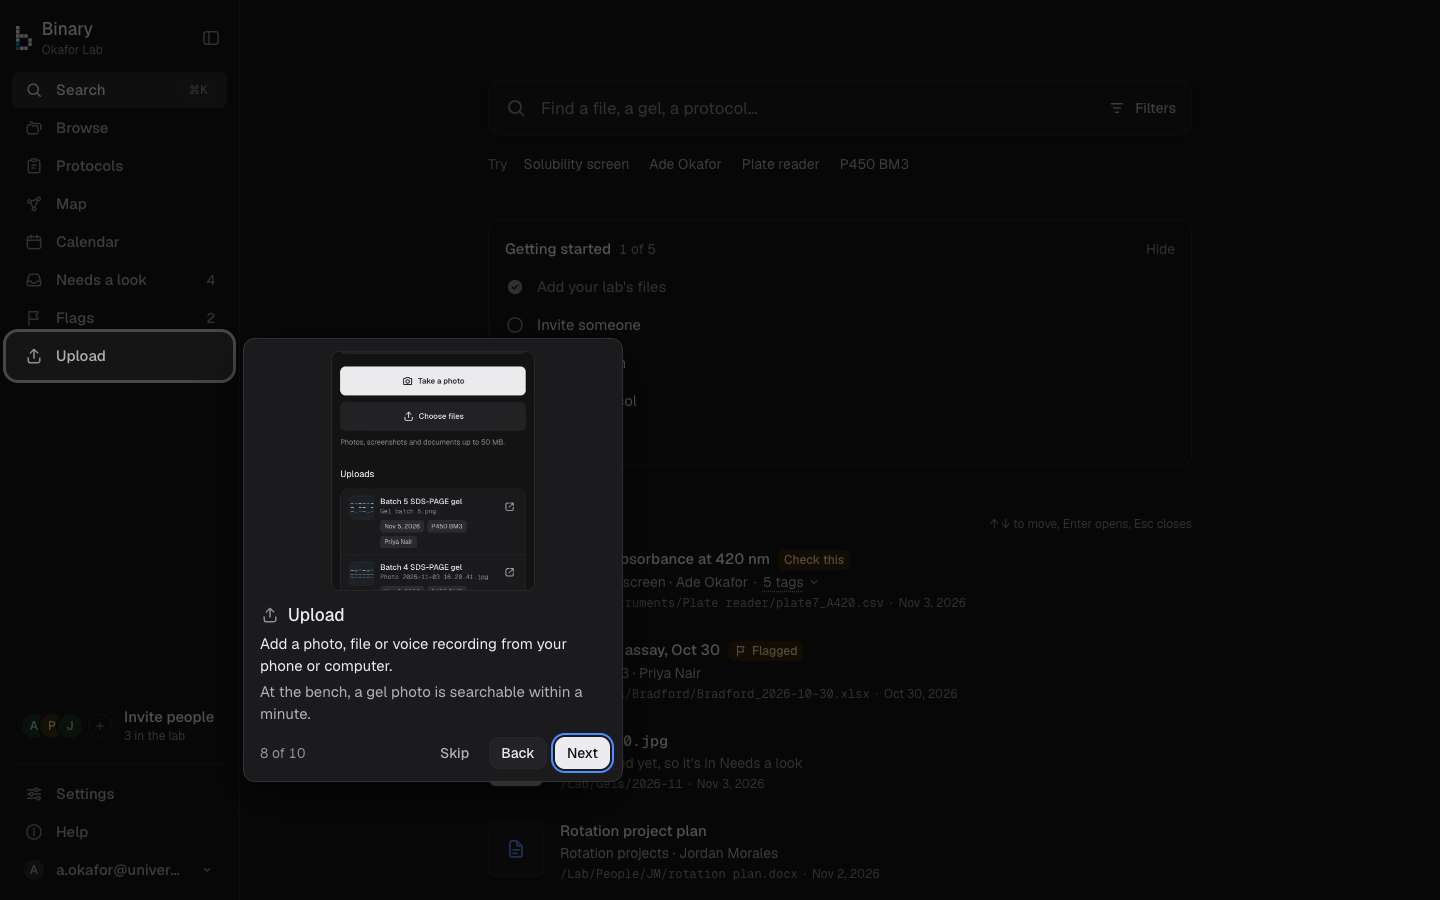 Binary
Okafor Lab
Search ⌘K
Browse
Protocols
Map
Calendar
Needs a look 4
Flags 2
Upload
A P J +
Invite people
3 in the lab
Settings
Help
A a.okafor@univer...
Find a file, a gel, a protocol...
Filters
Try Solubility screen Ade Okafor Plate reader P450 BM3
Getting started 1 of 5
Hide
Add your lab's files
Invite someone
Take a photo
Choose files
Photos, screenshots and documents up to 50 MB.
Uploads
Batch 5 SDS-PAGE gel
Gel batch 5.png
Nov 5, 2026 P450 BM3
Priya Nair
Batch 4 SDS-PAGE gel
Photo 2026-11-03 16.20.41.jpg
Upload
Add a photo, file or voice recording from your
phone or computer.
At the bench, a gel photo is searchable within a
minute.
8 of 10
Skip
Back
Next
↑↓ to move, Enter opens, Esc closes
bsorbance at 420 nm Check this
screen · Ade Okafor · 5 tags
truments/Plate reader/plate7_A420.csv · Nov 3, 2026
assay, Oct 30 Flagged
3 · Priya Nair
/Bradford/Bradford_2026-10-30.xlsx · Oct 30, 2026
0.jpg
ed yet, so it's in Needs a look
/Lab/Gels/2026-11 · Nov 3, 2026
Rotation project plan
Rotation projects · Jordan Morales
/Lab/People/JM/rotation plan.docx · Nov 2, 2026